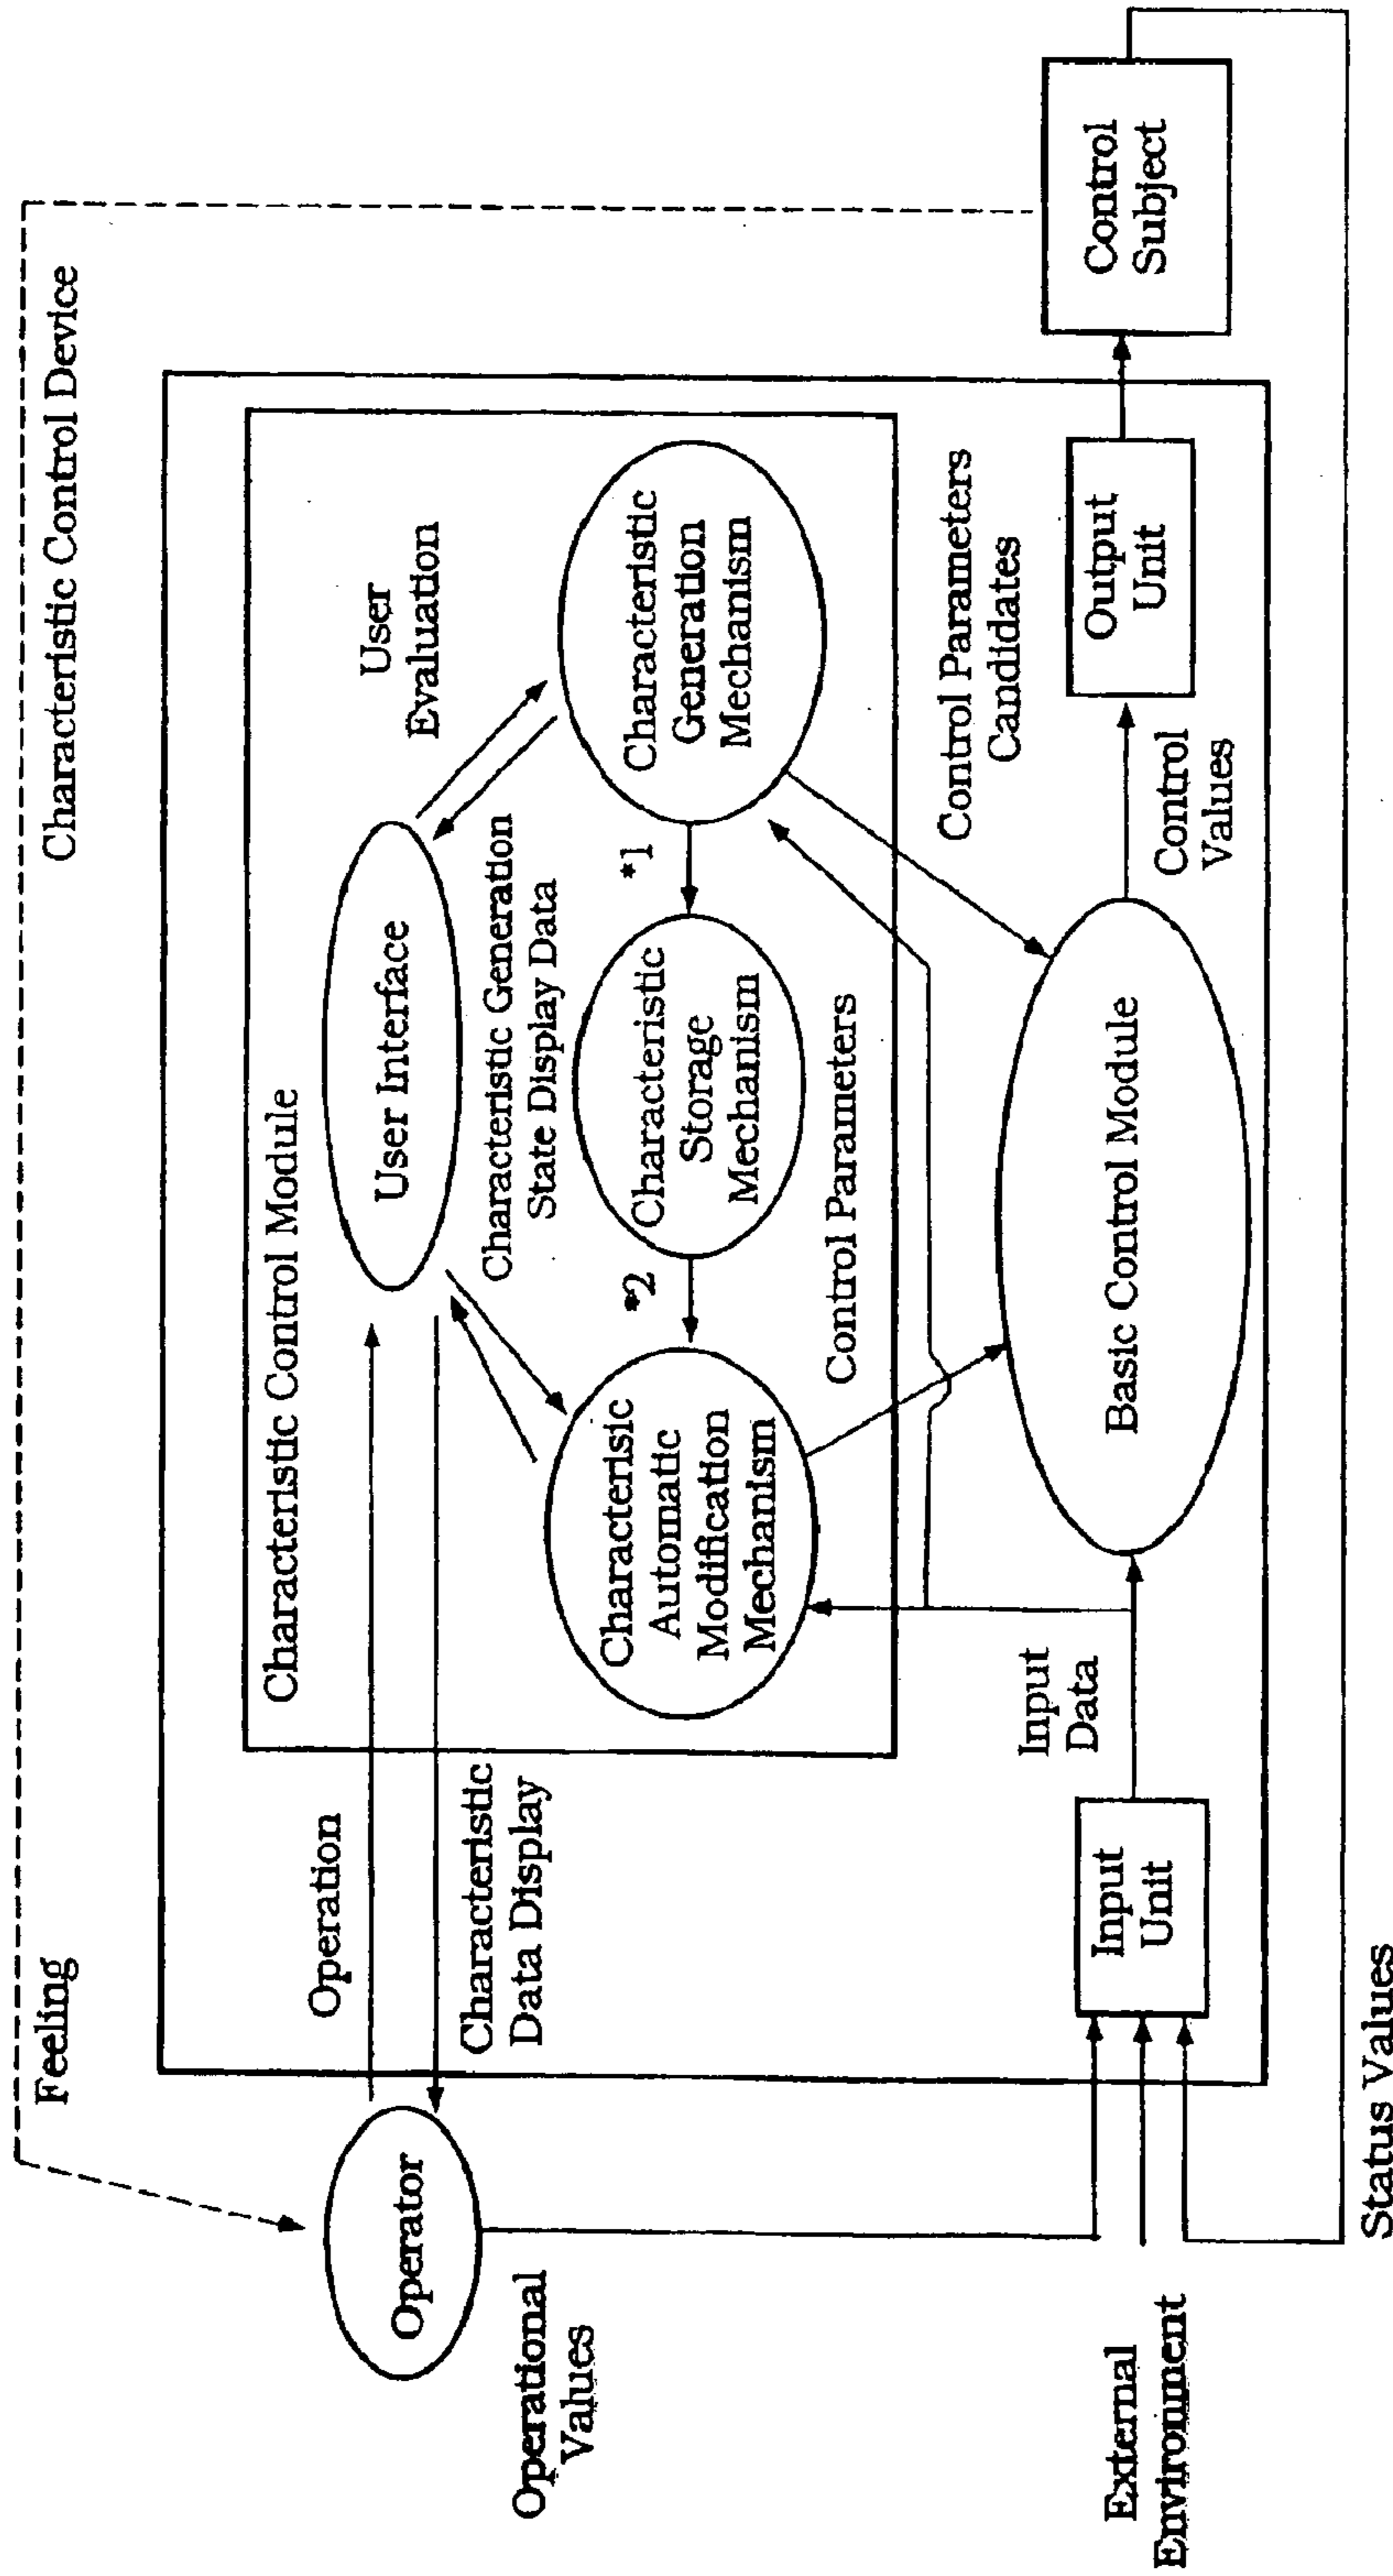 Feeling
Characteristic Control Device
Operation
Characteristic Control Module
User
Evaluation
Operator
User Interface
Characteristic
Data Display
Characteristic Generation
State Display Data
Operational
Values
Characterisic
Automatic
Modification
Mechanism
*2
Characteristic
Storage
Mechanism
*1
Characteristic
Generation
Mechanism
Control Parameters
Control Parameters
Candidates
Input
Data
External
Environment
Input
Unit
Basic Control Module
Control
Values
Output
Unit
Control
Subject
Status Values